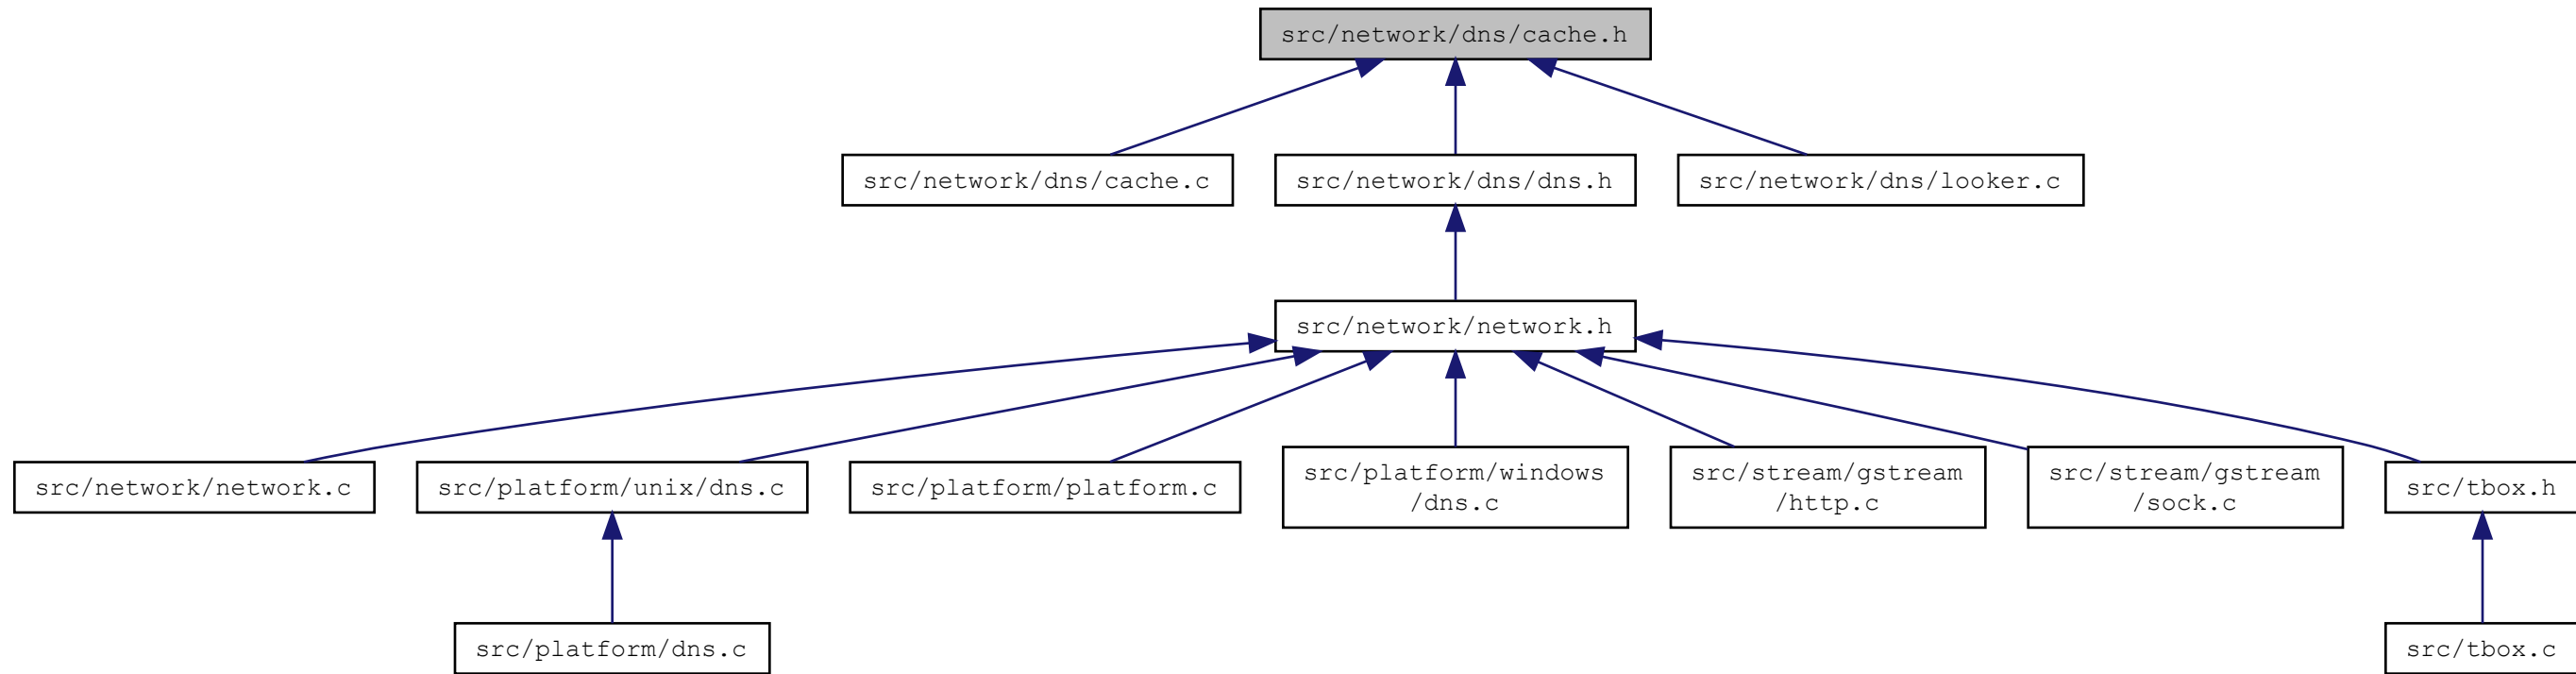 src/network/dns/cache.h
src/network/dns/cache.c
src/network/dns/dns.h
src/network/dns/looker.c
src/network/network.h
src/network/network.c
src/platform/unix/dns.c
src/platform/platform.c
src/platform/windows
/dns.c
src/stream/gstream
/http.c
src/stream/gstream
/sock.c
src/tbox.h
src/platform/dns.c
src/tbox.c